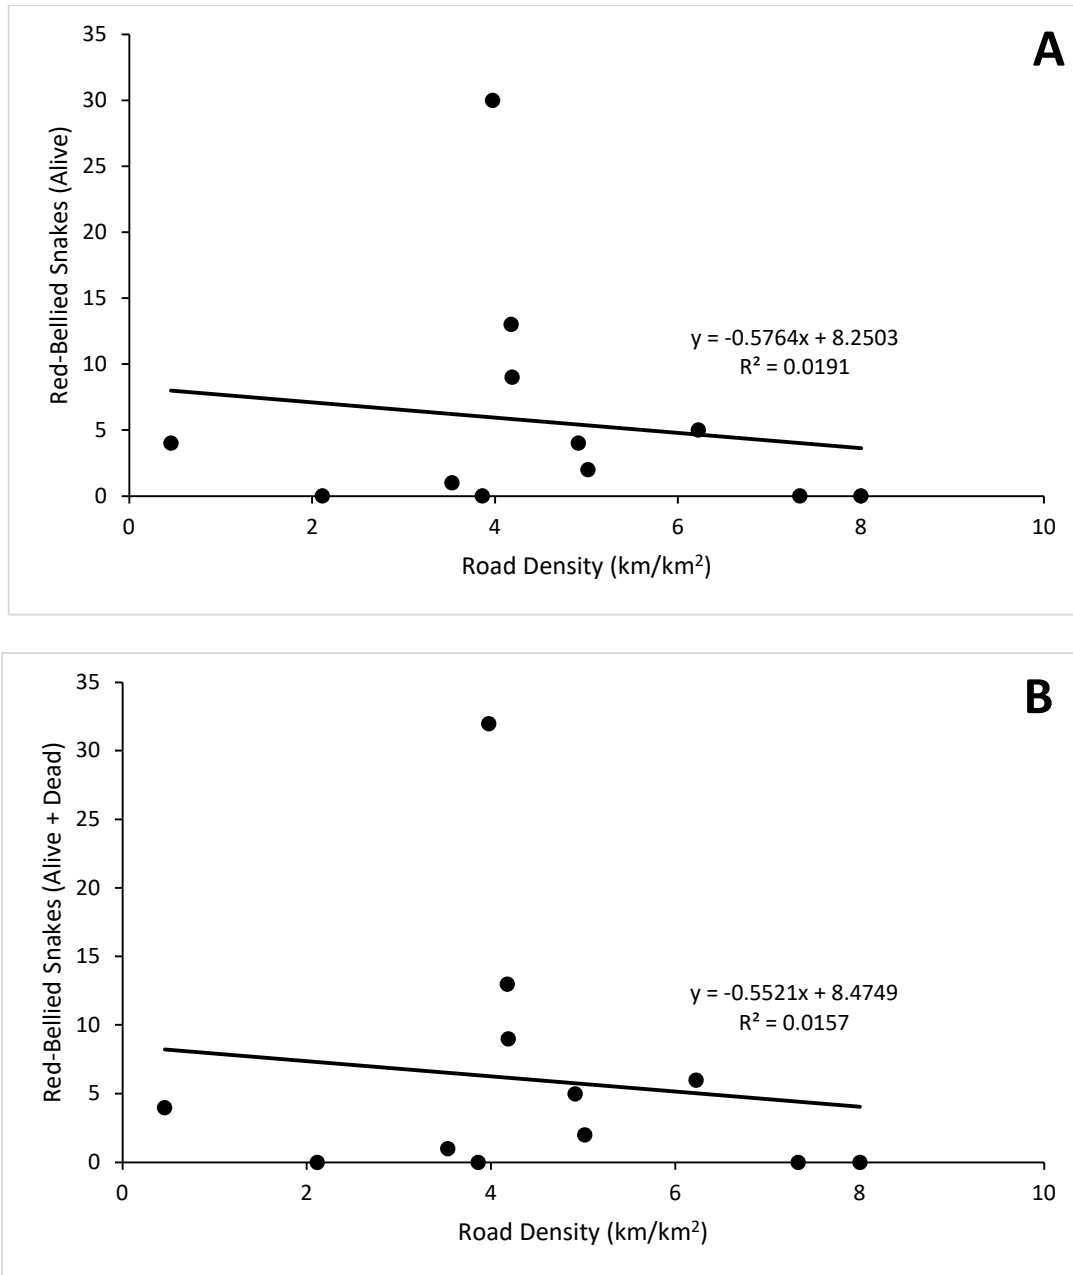 A
35
30
25
20
15
10
5
0
Red-Bellied Snakes (Alive)
y = -0.5764x + 8.2503
R² = 0.0191
0 2 4 6 8 10
Road Density (km/km²)
B
35
30
25
20
15
10
5
0
Red-Bellied Snakes (Alive + Dead)
y = -0.5521x + 8.4749
R² = 0.0157
0 2 4 6 8 10
Road Density (km/km²)